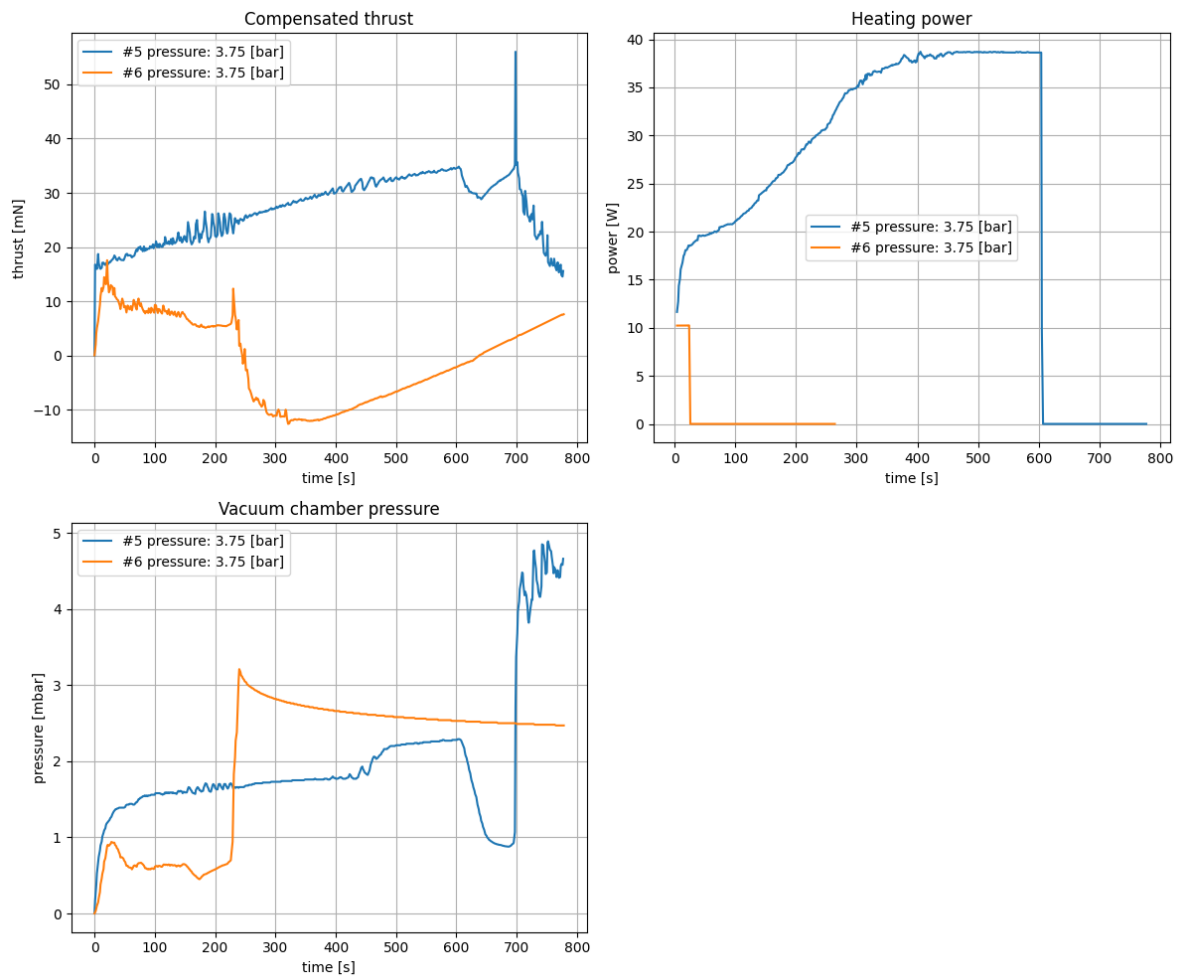 Compensated thrust
#5 pressure: 3.75 [bar]
#6 pressure: 3.75 [bar]
thrust [mN]
50
40
30
20
10
0
−10
0 100 200 300 400 500 600 700 800
time [s]
Heating power
#5 pressure: 3.75 [bar]
#6 pressure: 3.75 [bar]
power [W]
40
35
30
25
20
15
10
5
0
0 100 200 300 400 500 600 700 800
time [s]
Vacuum chamber pressure
#5 pressure: 3.75 [bar]
#6 pressure: 3.75 [bar]
pressure [mbar]
5
4
3
2
1
0
0 100 200 300 400 500 600 700 800
time [s]